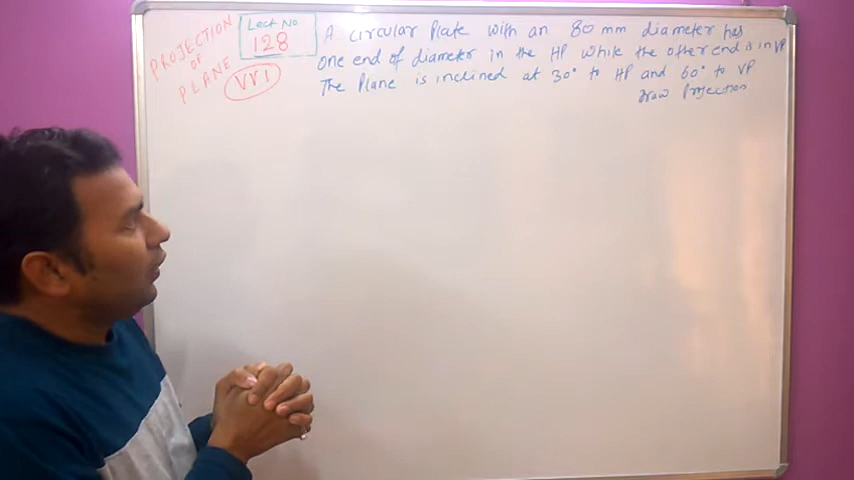 PROJECTION
OF
PLANE
VVI
Lect No
128
A circular Plate with an 80 mm diameter has
one end of diameter in the HP while the other end is in VP
The Plane is inclined at 30° to HP and 60° to VP
Draw Projection